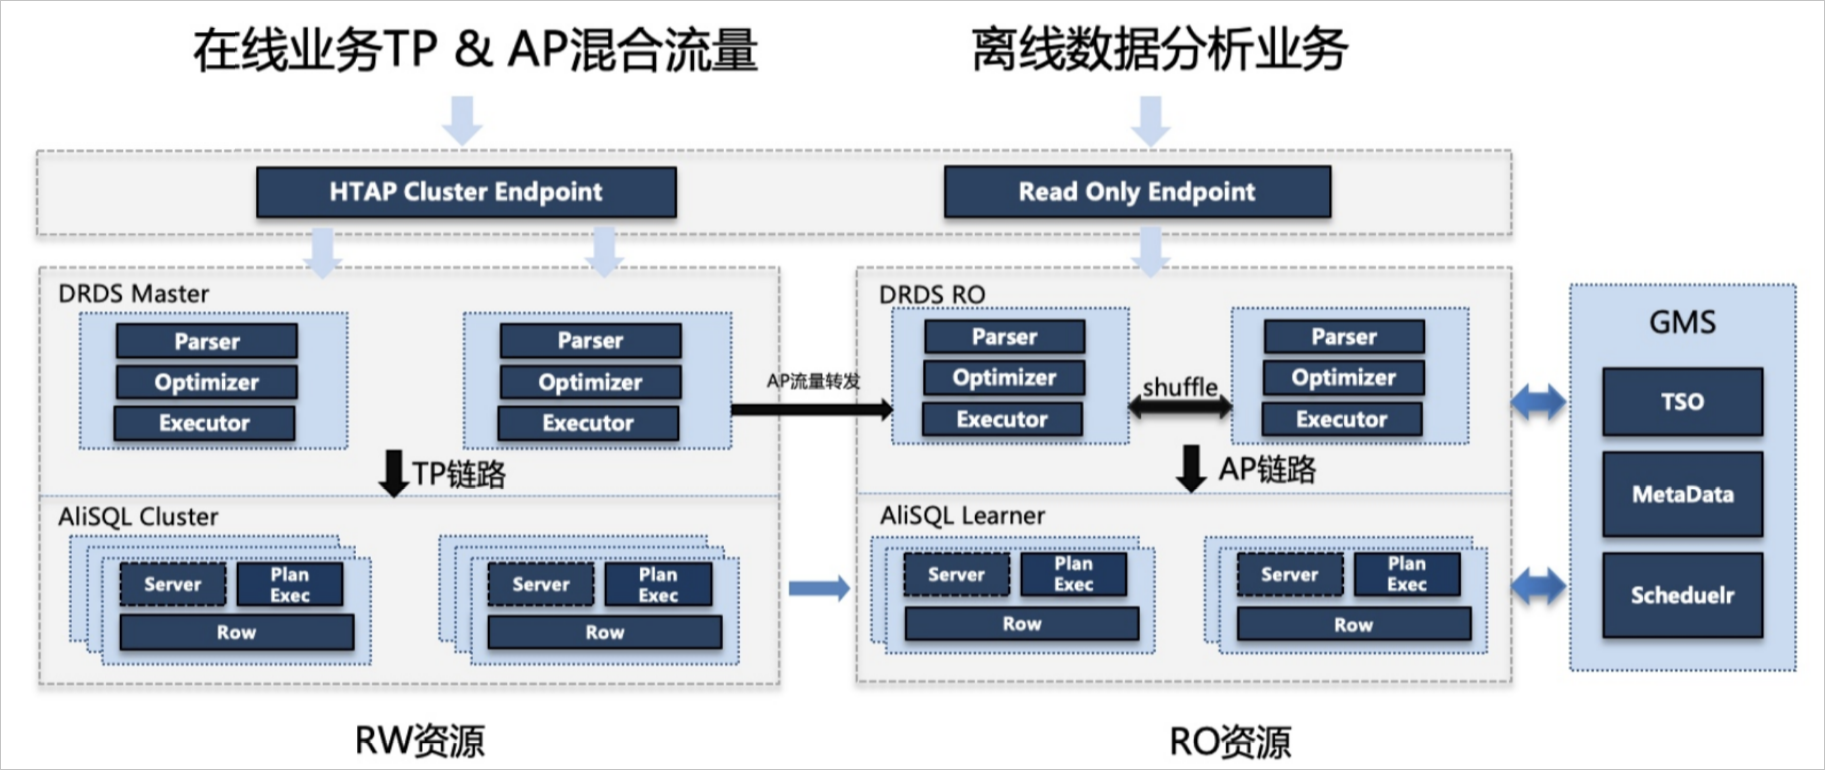 在线业务TP & AP混合流量
离线数据分析业务
HTAP Cluster Endpoint
Read Only Endpoint
DRDS Master
Parser
Optimizer
Executor
Parser
Optimizer
Executor
TP链路
AP流量转发
DRDS RO
Parser
Optimizer
Executor
shuffle
Parser
Optimizer
Executor
AP链路
AliSQL Cluster
Server
Plan
Exec
Row
Server
Plan
Exec
Row
AliSQL Learner
Server
Plan
Exec
Row
Server
Plan
Exec
Row
GMS
TSO
MetaData
Scheduelr
RW资源
RO资源